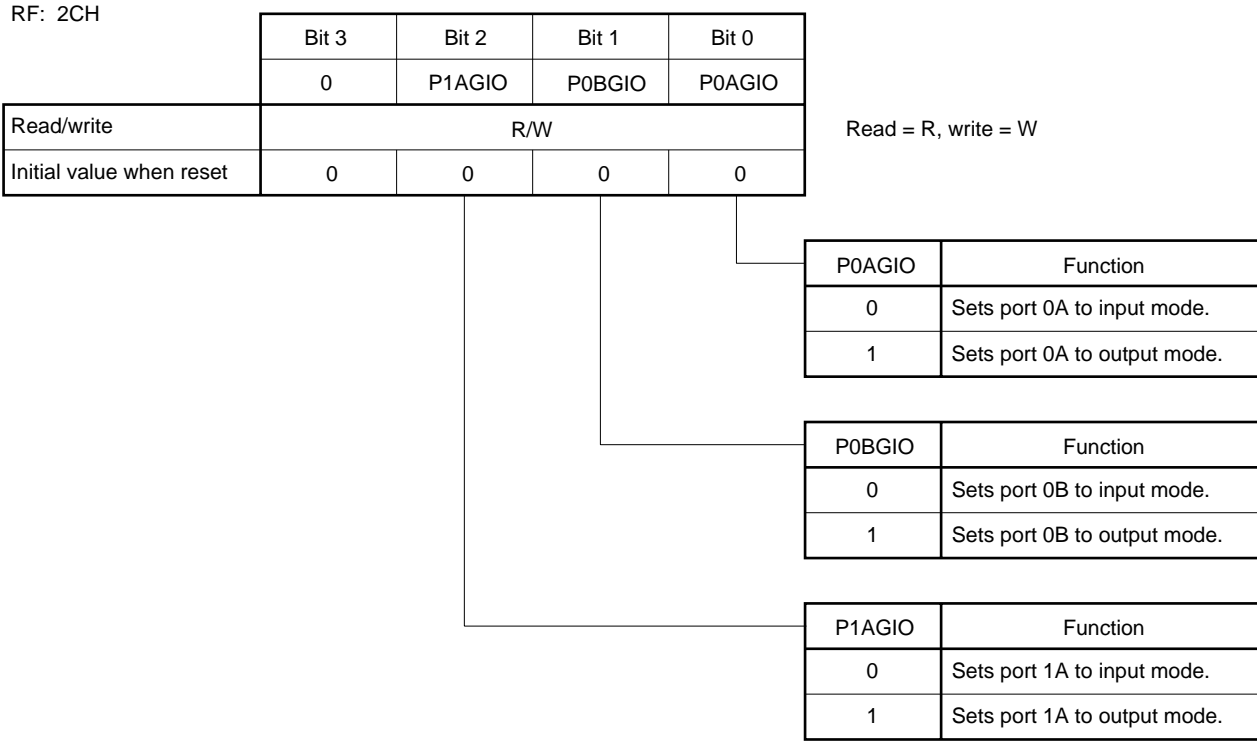 RF: 2CH
Bit 3 Bit 2 Bit 1 Bit 0
0 P1AGIO P0BGIO P0AGIO
Read/write R/W Read = R, write = W
Initial value when reset 0 0 0 0
P0AGIO Function
0 Sets port 0A to input mode.
1 Sets port 0A to output mode.
P0BGIO Function
0 Sets port 0B to input mode.
1 Sets port 0B to output mode.
P1AGIO Function
0 Sets port 1A to input mode.
1 Sets port 1A to output mode.